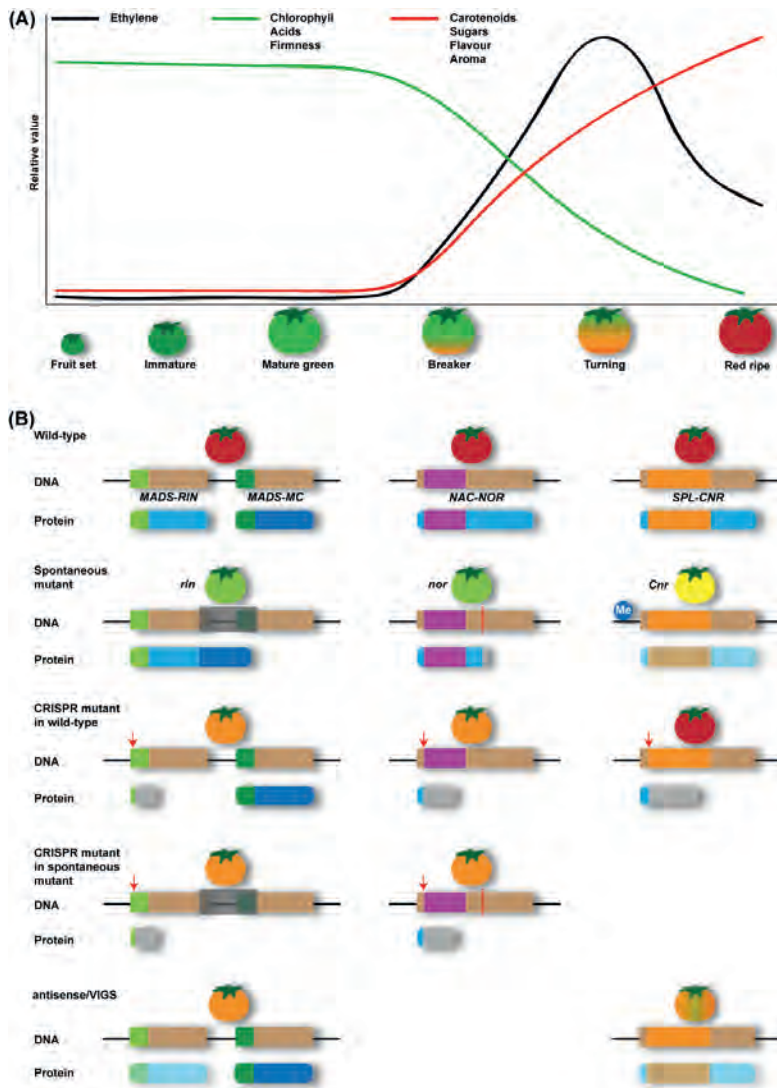 (A)
Ethylene
Chlorophyll
Acids
Firmness
Carotenoids
Sugars
Flavour
Aroma
Relative value
Fruit set Immature Mature green Breaker Turning Red ripe
(B)
Wild-type
DNA
MADS-RIN MADS-MC NAC-NOR SPL-CNR
Protein
Spontaneous
mutant
rin nor Cnr
Me
DNA
Protein
CRISPR mutant
in wild-type
DNA
Protein
CRISPR mutant
in spontaneous
mutant
DNA
Protein
antisense/VIGS
DNA
Protein